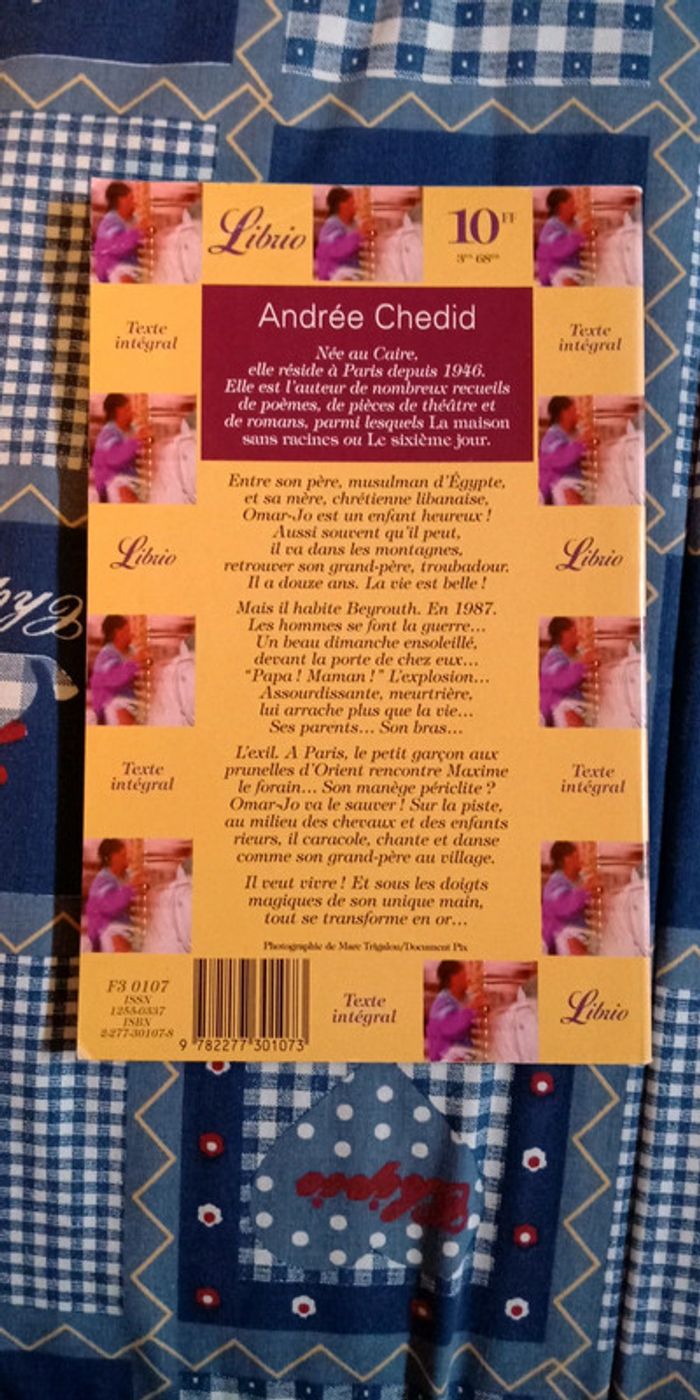 Librio
10 FF
Andrée Chedid
Texte
intégral
Texte
intégral
Née au Caire,
elle réside à Paris depuis 1946.
Elle est l'auteur de nombreux recueils
de poèmes, de pièces de théâtre et
de romans, parmi lesquels La maison
sans racines ou Le sixième jour.
Entre son père, musulman d'Égypte,
et sa mère, chrétienne libanaise,
Omar-Jo est un enfant heureux !
Aussi souvent qu'il peut,
il va dans les montagnes,
retrouver son grand-père, troubadour.
Il a douze ans. La vie est belle !
Librio
Librio
Mais il habite Beyrouth. En 1987.
Les hommes se font la guerre...
Un beau dimanche ensoleillé,
devant la porte de chez eux...
"Papa ! Maman !" L'explosion...
Assourdissante, meurtrière,
lui arrache plus que la vie...
Ses parents... Son bras...
L'exil. A Paris, le petit garçon aux
prunelles d'Orient rencontre Maxime
le forain... Son manège périclite ?
Omar-Jo va le sauver ! Sur la piste,
au milieu des chevaux et des enfants
rieurs, il caracole, chante et danse
comme son grand-père au village.
Texte
intégral
Texte
intégral
Il veut vivre ! Et sous les doigts
magiques de son unique main,
tout se transforme en or...
Photographie de Marc Trigalou/Document Pix
F3 0107
ISSN
1255-0337
ISBN
2-277-30107-8
9 782277 301073
Texte
intégral
Librio